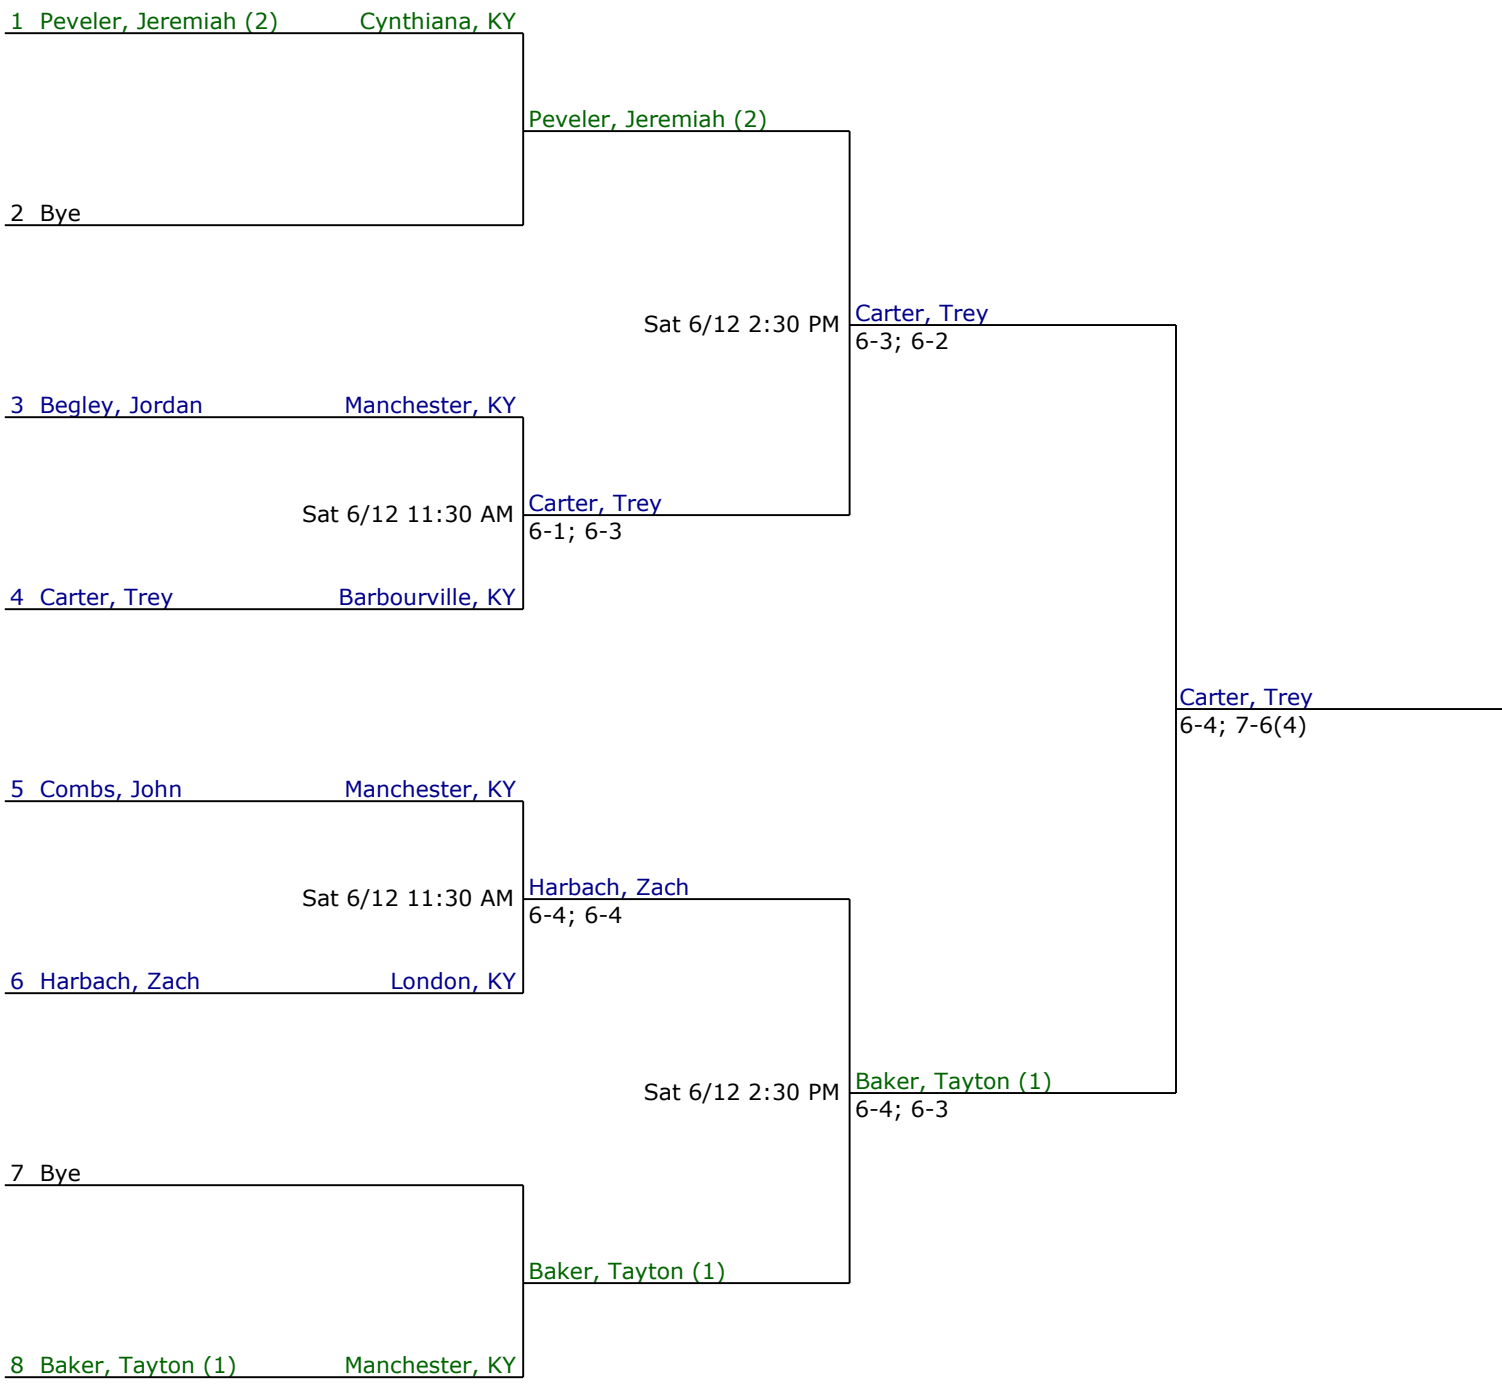 1 Peveler, Jeremiah (2) Cynthiana, KY
Peveler, Jeremiah (2)
2 Bye
Sat 6/12 2:30 PM
Carter, Trey
6-3; 6-2
3 Begley, Jordan Manchester, KY
Sat 6/12 11:30 AM
Carter, Trey
6-1; 6-3
4 Carter, Trey Barbourville, KY
Carter, Trey
6-4; 7-6(4)
5 Combs, John Manchester, KY
Sat 6/12 11:30 AM
Harbach, Zach
6-4; 6-4
6 Harbach, Zach London, KY
Sat 6/12 2:30 PM
Baker, Tayton (1)
6-4; 6-3
7 Bye
Baker, Tayton (1)
8 Baker, Tayton (1) Manchester, KY